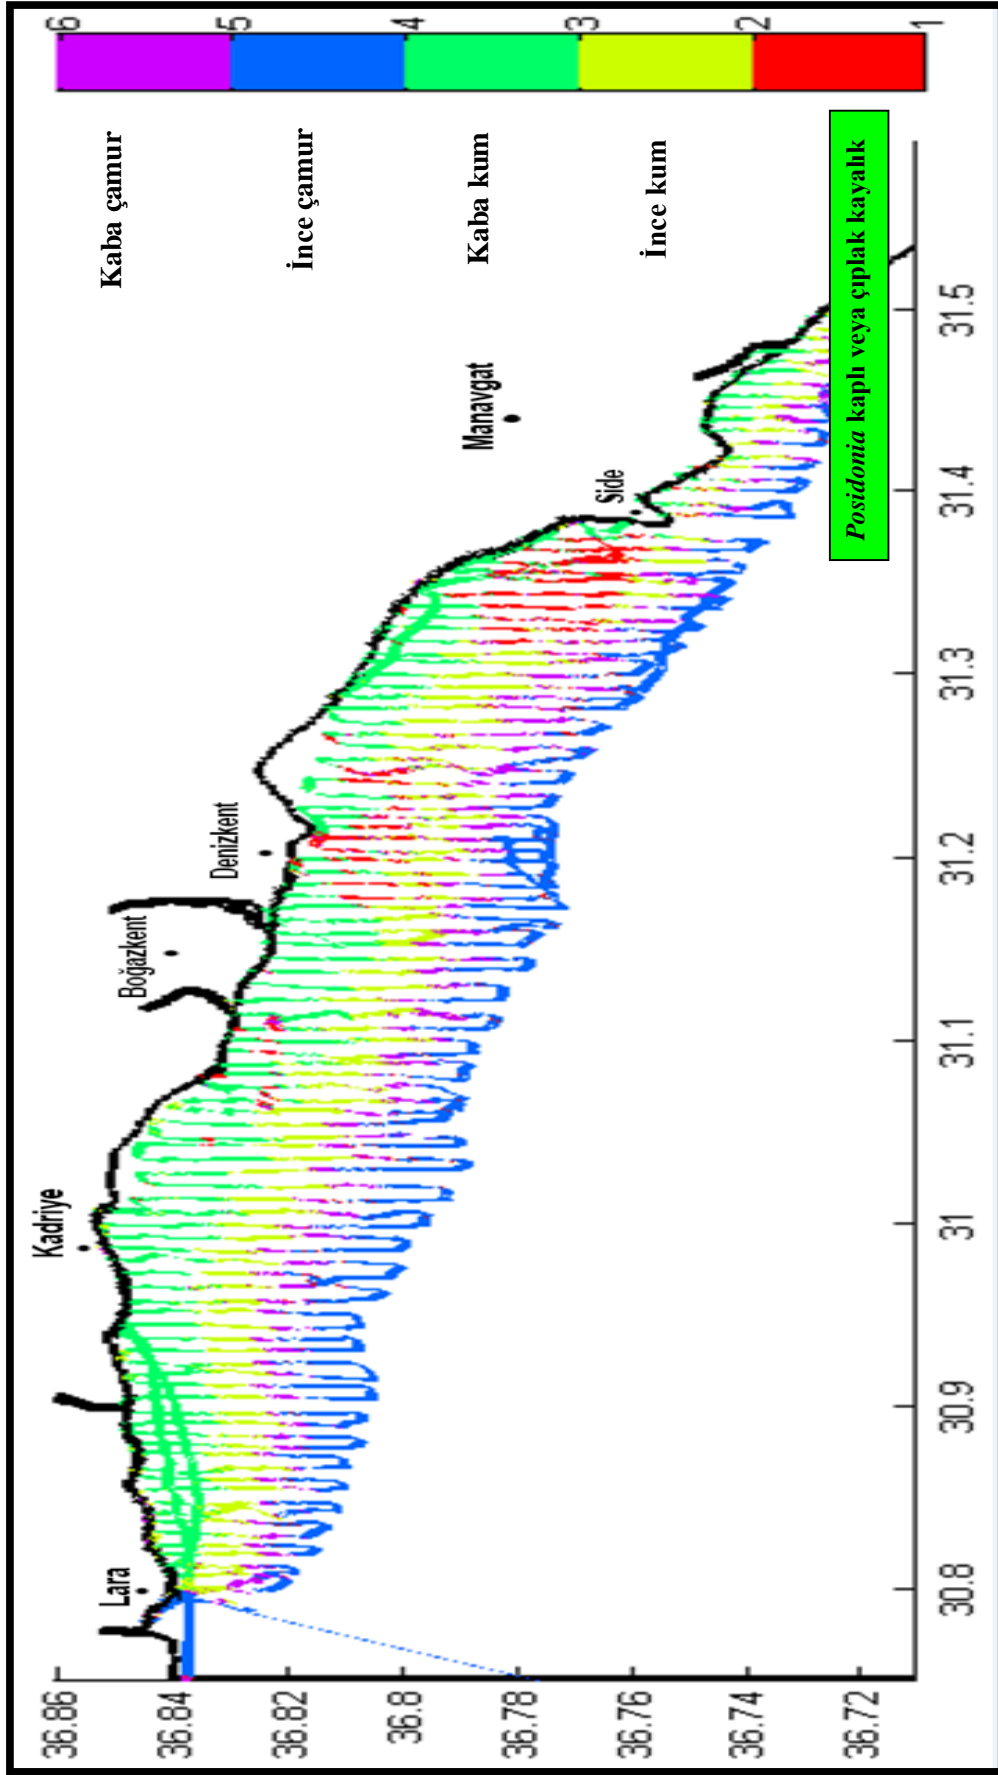 6
5
4
3
2
1
Kaba çamur
İnce çamur
Kaba kum
İnce kum
Posidonia kaplı veya çıplak kayalık
Lara
Kadriye
Boğazkent
Denizkent
Side
Manavgat
36.86
36.84
36.82
36.8
36.78
36.76
36.74
36.72
30.8
30.9
31
31.1
31.2
31.3
31.4
31.5